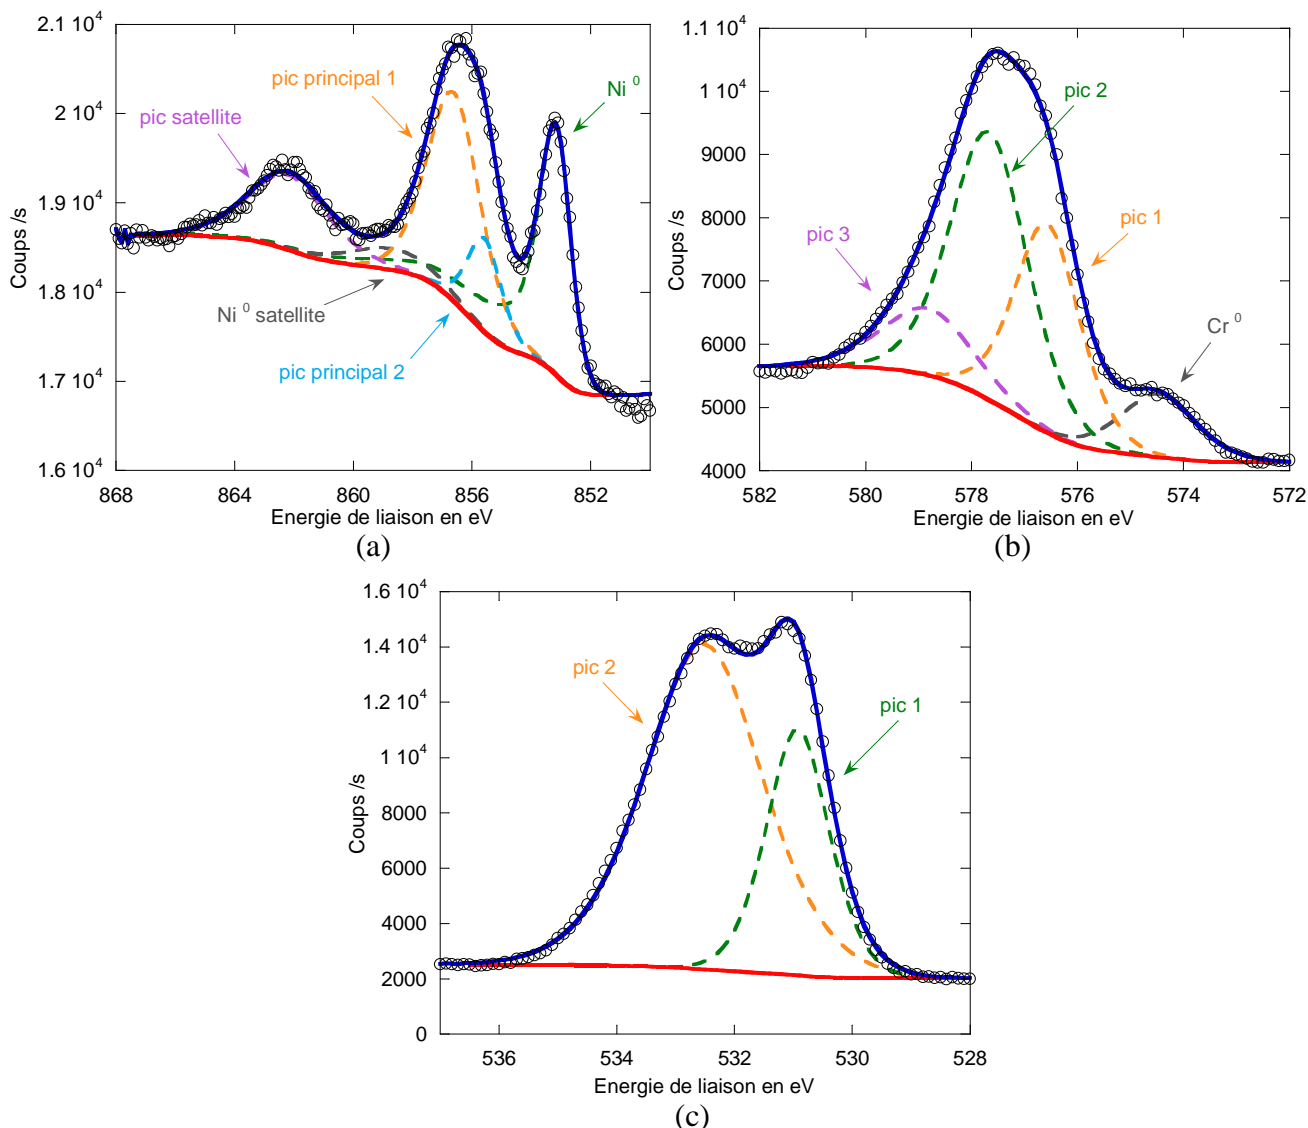 2.1 10⁴
2 10⁴
1.9 10⁴
1.8 10⁴
1.7 10⁴
1.6 10⁴
Coups /s
pic principal 1
Ni ⁰
pic satellite
Ni ⁰ satellite
pic principal 2
868 864 860 856 852
Energie de liaison en eV
(a)
1.1 10⁴
1 10⁴
9000
8000
7000
6000
5000
4000
Coups /s
pic 2
pic 1
pic 3
Cr ⁰
582 580 578 576 574 572
Energie de liaison en eV
(b)
1.6 10⁴
1.4 10⁴
1.2 10⁴
1 10⁴
8000
6000
4000
2000
0
Coups /s
pic 2
pic 1
536 534 532 531 530 528
Energie de liaison en eV
(c)